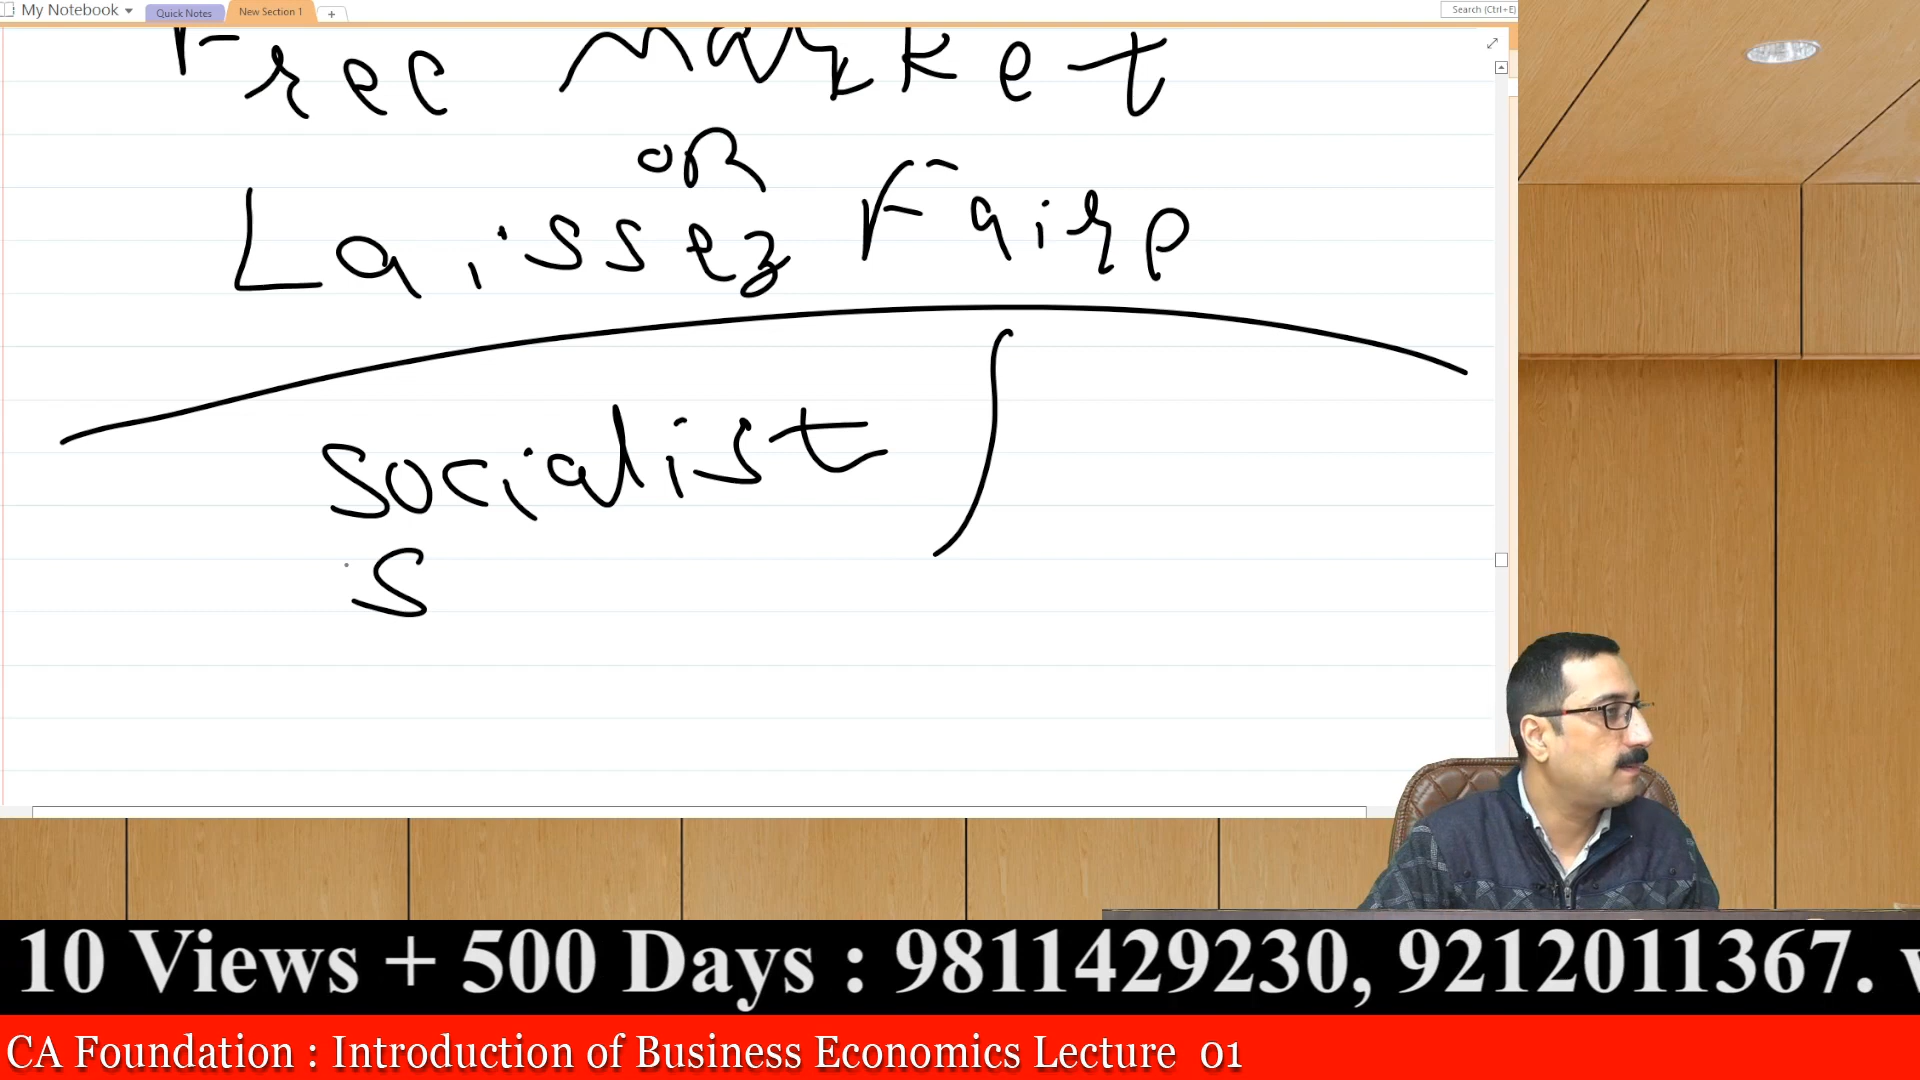 My Notebook Quick Notes New Section 1 + Search (Ctrl+E)
Free Market
OR
Laissez Faire
Socialist
S
10 Views + 500 Days : 9811429230, 9212011367. w
CA Foundation : Introduction of Business Economics Lecture 01